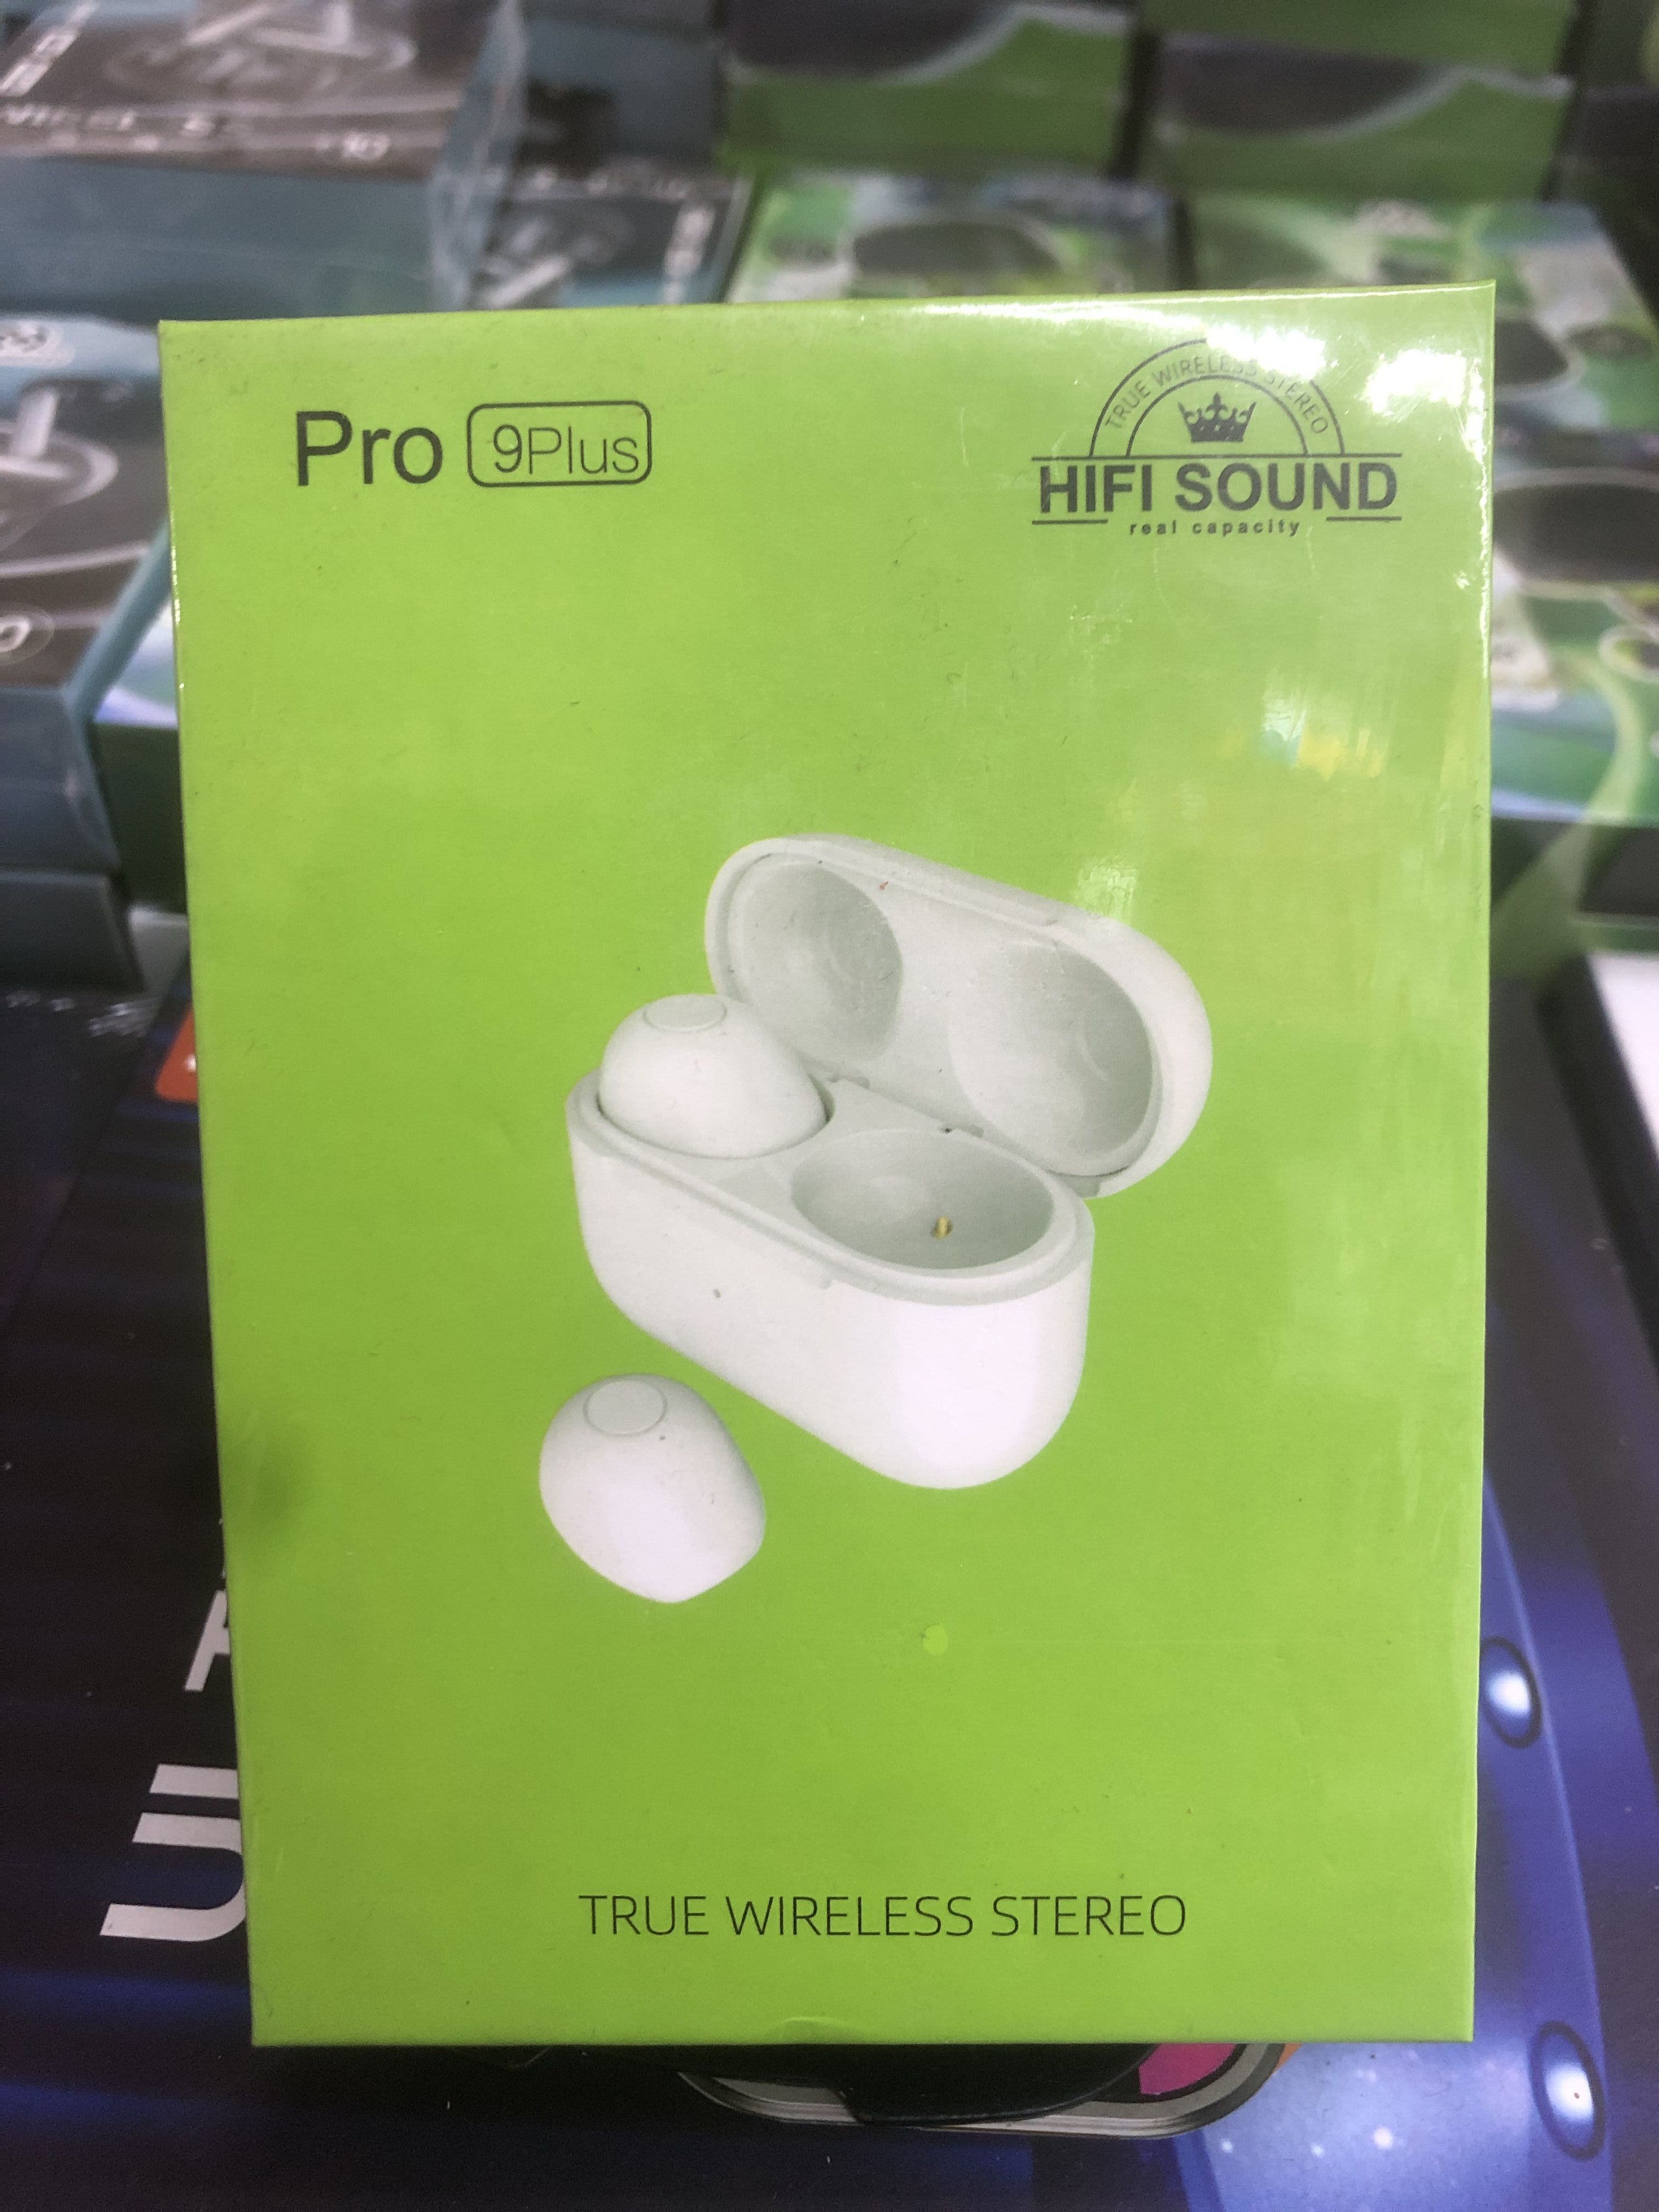 Pro 9Plus
TRUE WIRELESS STEREO
HIFI SOUND
real capacity
TRUE WIRELESS STEREO